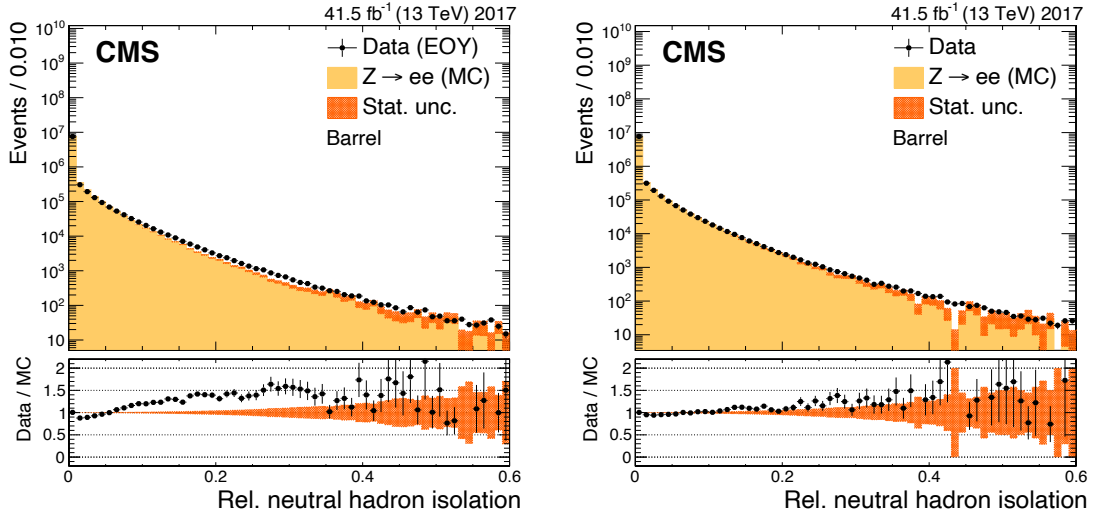 41.5 fb⁻¹ (13 TeV) 2017
CMS
Data (EOY)
Z → ee (MC)
Stat. unc.
Barrel
Events / 0.010
10¹⁰
10⁹
10⁸
10⁷
10⁶
10⁵
10⁴
10³
10²
10
Data / MC
2
1.5
1
0.5
0
0 0.2 0.4 0.6
Rel. neutral hadron isolation
41.5 fb⁻¹ (13 TeV) 2017
CMS
Data
Z → ee (MC)
Stat. unc.
Barrel
Events / 0.010
10¹⁰
10⁹
10⁸
10⁷
10⁶
10⁵
10⁴
10³
10²
10
Data / MC
2
1.5
1
0.5
0
0 0.2 0.4 0.6
Rel. neutral hadron isolation